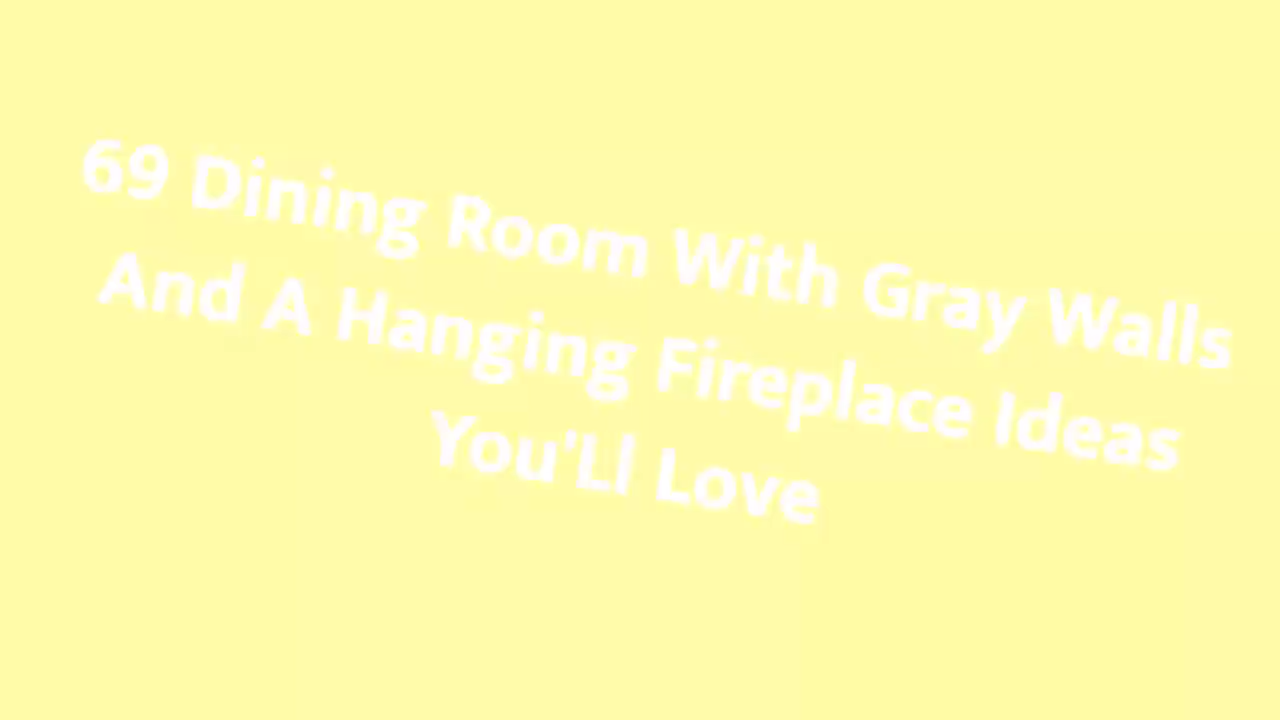 69 Dining Room With Gray Walls
And A Hanging Fireplace Ideas
You'Ll Love